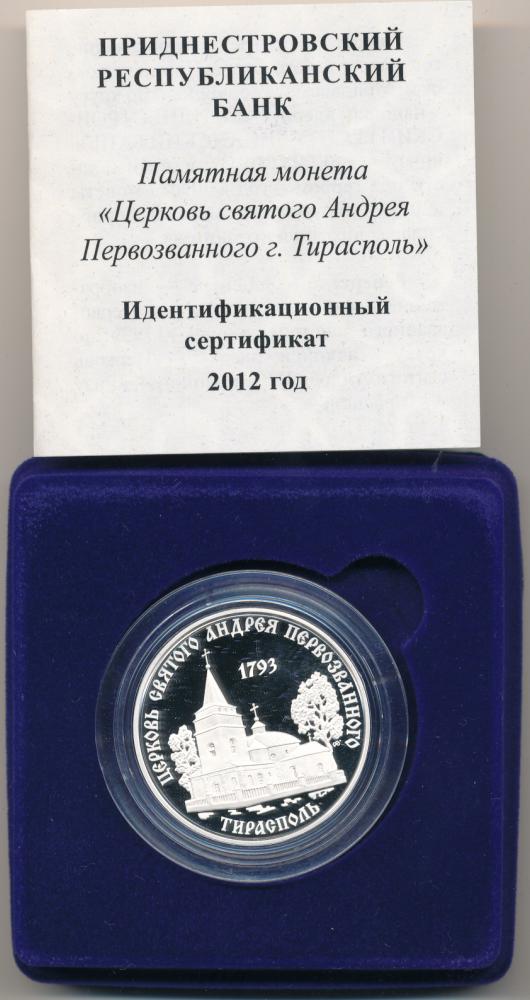 ПРИДНЕСТРОВСКИЙ
РЕСПУБЛИКАНСКИЙ
БАНК
Памятная монета
«Церковь святого Андрея
Первозванного г. Тирасполь»
Идентификационный
сертификат
2012 год
ЦЕРКОВЬ СВЯТОГО АНДРЕЯ ПЕРВОЗВАННОГО
1793
ТИРАСПОЛЬ